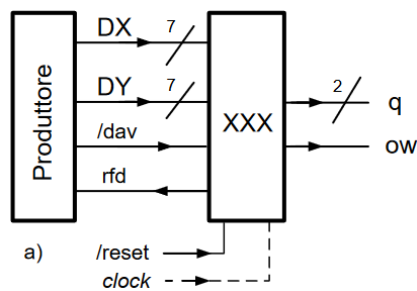 DX
7
DY
7
/dav
rfd
Produttore
XXX
2
q
ow
a)
/reset
clock